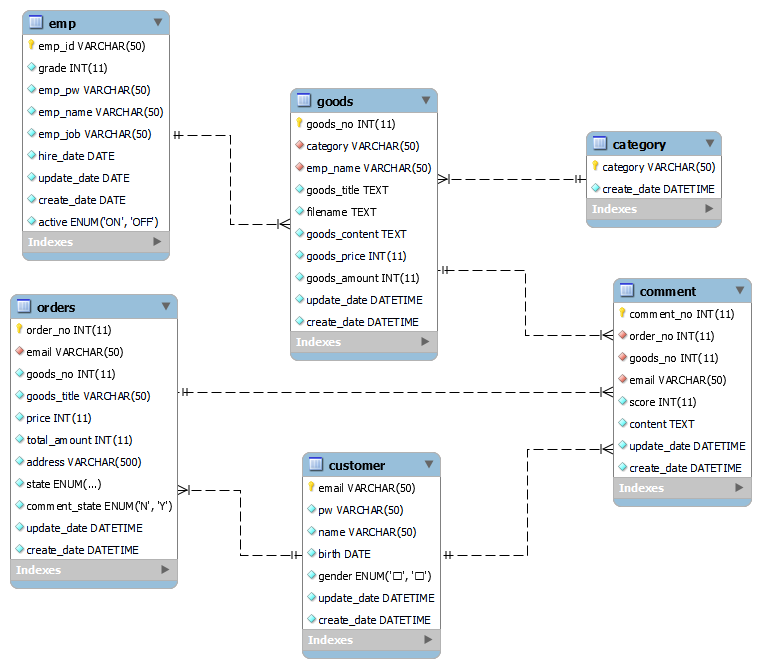 emp
emp_id VARCHAR(50)
grade INT(11)
emp_pw VARCHAR(50)
emp_name VARCHAR(50)
emp_job VARCHAR(50)
hire_date DATE
update_date DATE
create_date DATE
active ENUM('ON', 'OFF')
Indexes
goods
goods_no INT(11)
category VARCHAR(50)
emp_name VARCHAR(50)
goods_title TEXT
filename TEXT
goods_content TEXT
goods_price INT(11)
goods_amount INT(11)
update_date DATETIME
create_date DATETIME
Indexes
category
category VARCHAR(50)
create_date DATETIME
Indexes
orders
order_no INT(11)
email VARCHAR(50)
goods_no INT(11)
goods_title VARCHAR(50)
price INT(11)
total_amount INT(11)
address VARCHAR(500)
state ENUM(...)
comment_state ENUM('N', 'Y')
update_date DATETIME
create_date DATETIME
Indexes
customer
email VARCHAR(50)
pw VARCHAR(50)
name VARCHAR(50)
birth DATE
gender ENUM('□', '□')
update_date DATETIME
create_date DATETIME
Indexes
comment
comment_no INT(11)
order_no INT(11)
goods_no INT(11)
email VARCHAR(50)
score INT(11)
content TEXT
update_date DATETIME
create_date DATETIME
Indexes